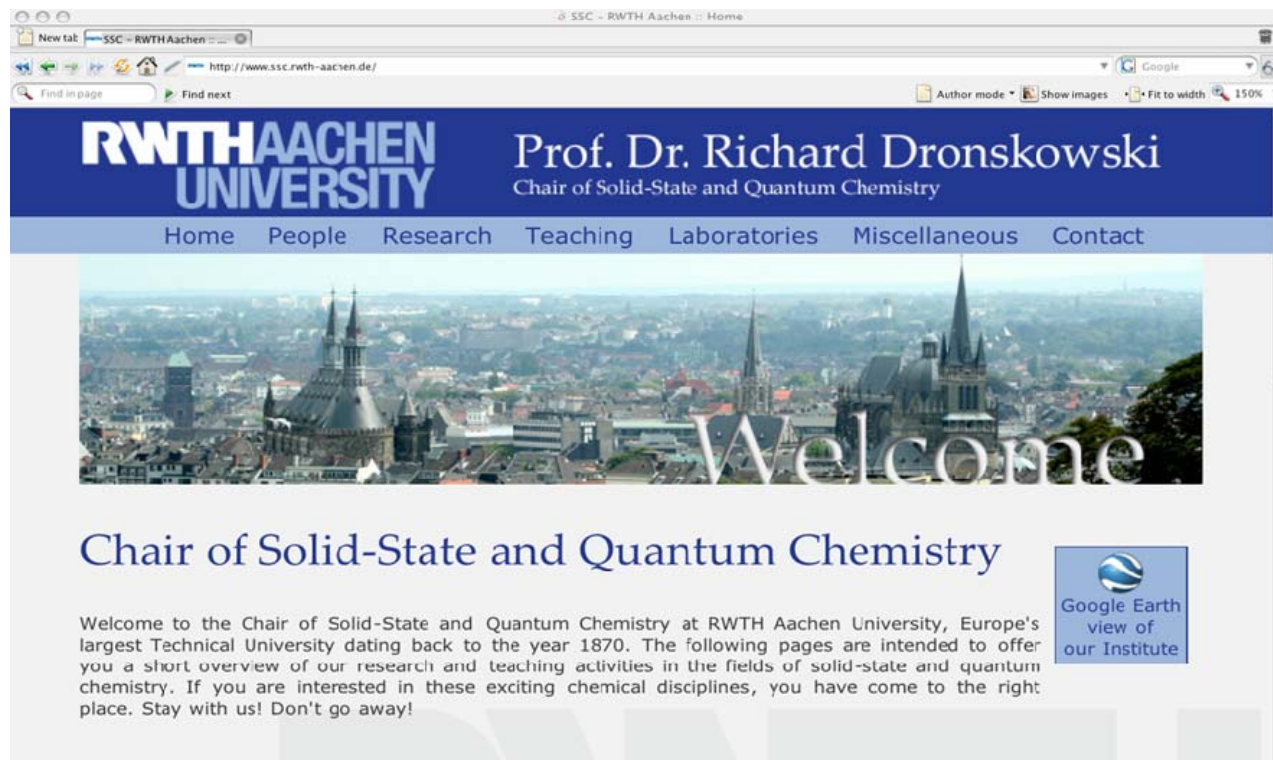 SSC – RWTH Aachen :: Home
New tab SSC – RWTH Aachen :: ...
http://www.ssc.rwth-aachen.de/ Google
Find in page Find next Author mode Show images Fit to width 150%
RWTHAACHEN
UNIVERSITY
Prof. Dr. Richard Dronskowski
Chair of Solid-State and Quantum Chemistry
Home People Research Teaching Laboratories Miscellaneous Contact
Welcome
Chair of Solid-State and Quantum Chemistry
Welcome to the Chair of Solid-State and Quantum Chemistry at RWTH Aachen University, Europe's
largest Technical University dating back to the year 1870. The following pages are intended to offer
you a short overview of our research and teaching activities in the fields of solid-state and quantum
chemistry. If you are interested in these exciting chemical disciplines, you have come to the right
place. Stay with us! Don't go away!
Google Earth
view of
our Institute
RWTH